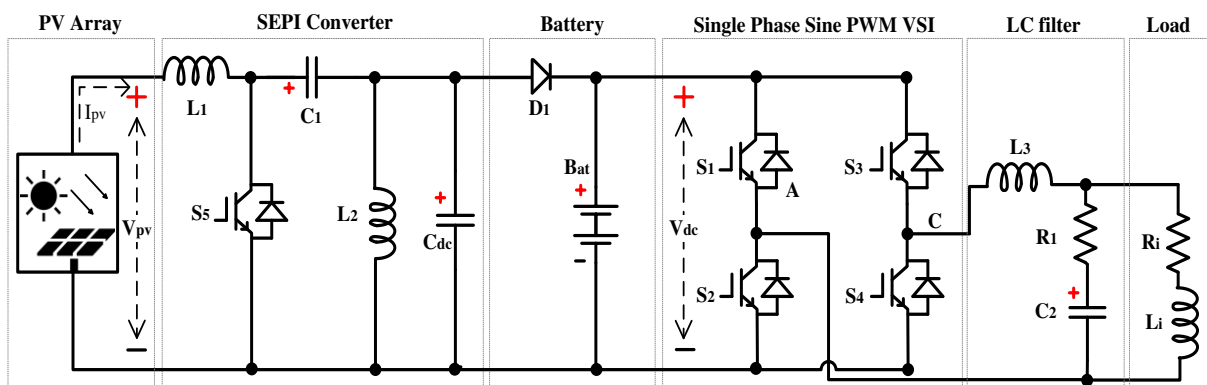 PV Array
SEPI Converter
Battery
Single Phase Sine PWM VSI
LC filter
Load
Ipv
+
Vpv
−
L1
+
C1
S5
L2
+
Cdc
D1
Bat
+
-
+
Vdc
−
S1
A
S2
S3
C
S4
L3
R1
+
C2
Ri
Li